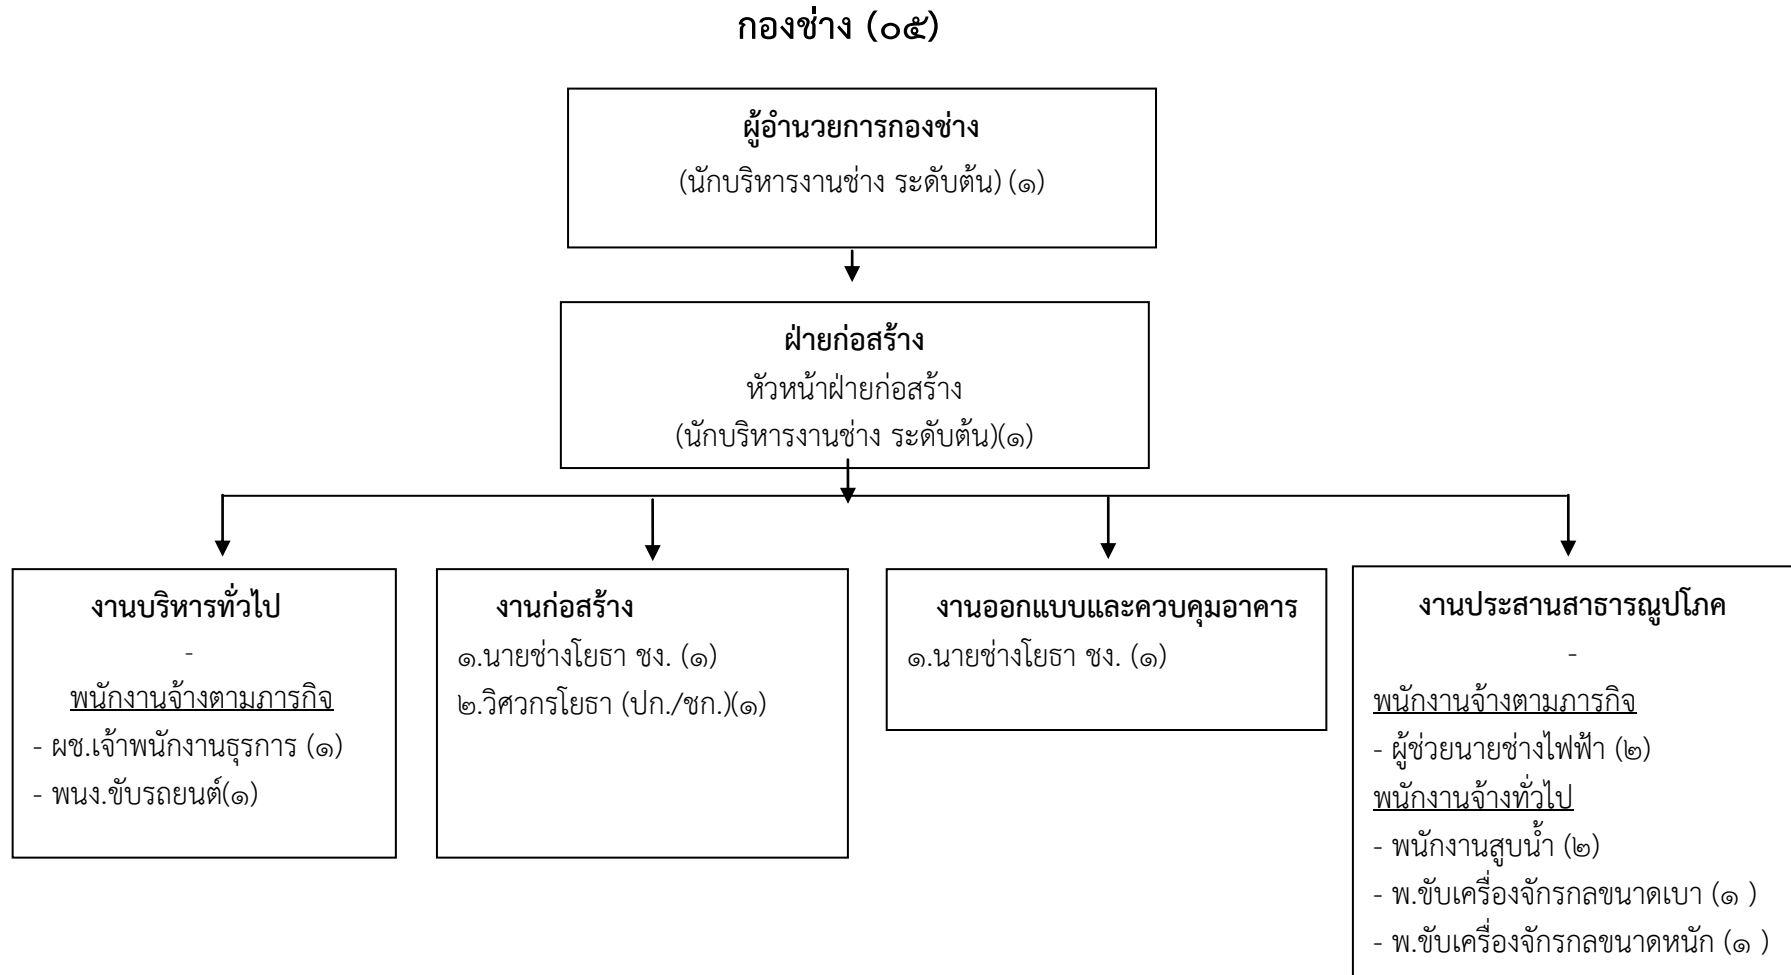 กองช่าง (๐๕)
ผู้อำนวยการกองช่าง
(นักบริหารงานช่าง ระดับต้น) (๑)
ฝ่ายก่อสร้าง
หัวหน้าฝ่ายก่อสร้าง
(นักบริหารงานช่าง ระดับต้น)(๑)
งานบริหารทั่วไป
-
พนักงานจ้างตามภารกิจ
- ผช.เจ้าพนักงานธุรการ (๑)
- พนง.ขับรถยนต์(๑)
งานก่อสร้าง
๑.นายช่างโยธา ชง. (๑)
๒.วิศวกรโยธา (ปก./ชก.)(๑)
งานออกแบบและควบคุมอาคาร
๑.นายช่างโยธา ชง. (๑)
งานประสานสาธารณูปโภค
-
พนักงานจ้างตามภารกิจ
- ผู้ช่วยนายช่างไฟฟ้า (๒)
พนักงานจ้างทั่วไป
- พนักงานสูบน้ำ (๒)
- พ.ขับเครื่องจักรกลขนาดเบา (๑ )
- พ.ขับเครื่องจักรกลขนาดหนัก (๑ )